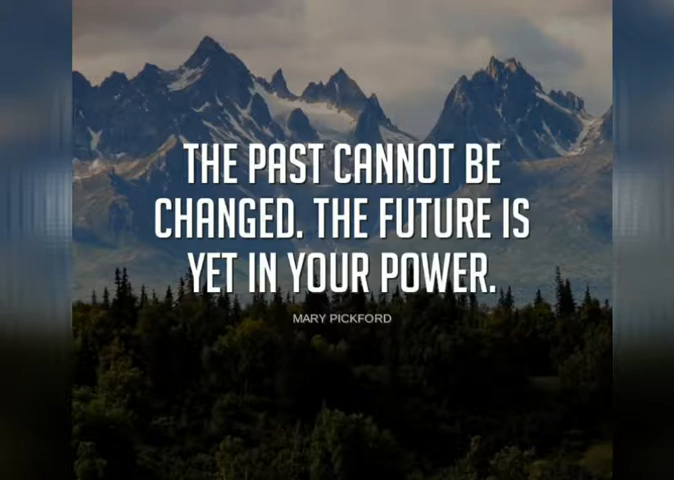 THE PAST CANNOT BE
CHANGED. THE FUTURE IS
YET IN YOUR POWER.
MARY PICKFORD